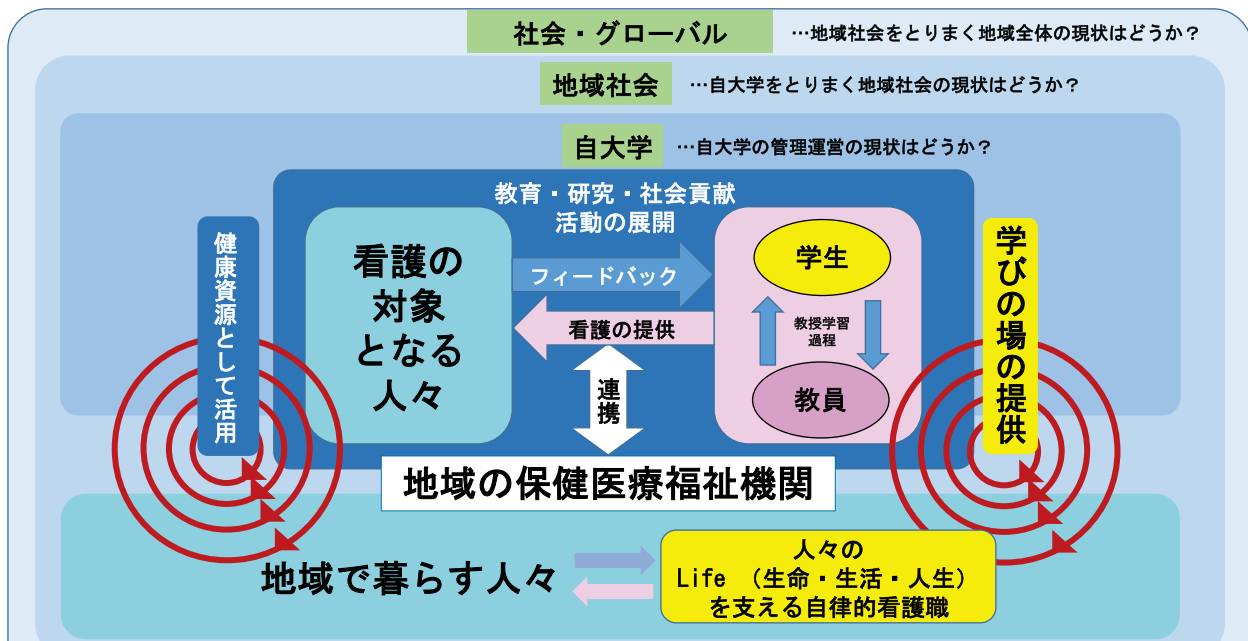 社会・グローバル
…地域社会をとりまく地域全体の現状はどうか？
地域社会
…自大学をとりまく地域社会の現状はどうか？
自大学
…自大学の管理運営の現状はどうか？
教育・研究・社会貢献
活動の展開
健康資源として活用
看護の
対象
となる
人々
フィードバック
看護の提供
連携
学生
教授学習
過程
教員
学びの場の提供
地域の保健医療福祉機関
地域で暮らす人々
人々の
Life （生命・生活・人生）
を支える自律的看護職